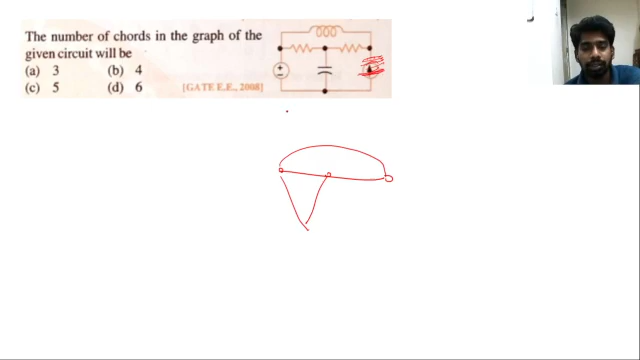 The number of chords in the graph of the
given circuit will be
(a) 3 (b) 4
(c) 5 (d) 6 [GATE E.E., 2008]